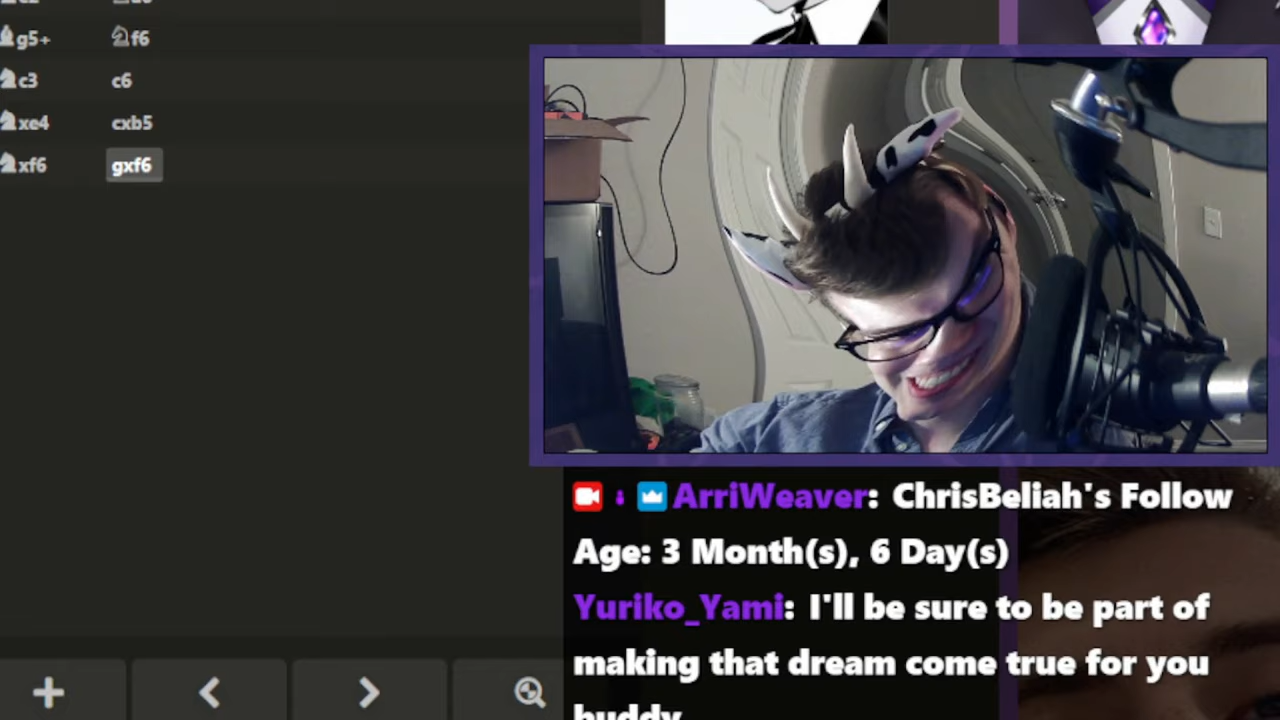 ♝g5+ ♘f6
♞c3 c6
♞xe4 cxb5
♞xf6 gxf6
ArriWeaver: ChrisBeliah's Follow
Age: 3 Month(s), 6 Day(s)
Yuriko_Yami: I'll be sure to be part of
making that dream come true for you
buddy